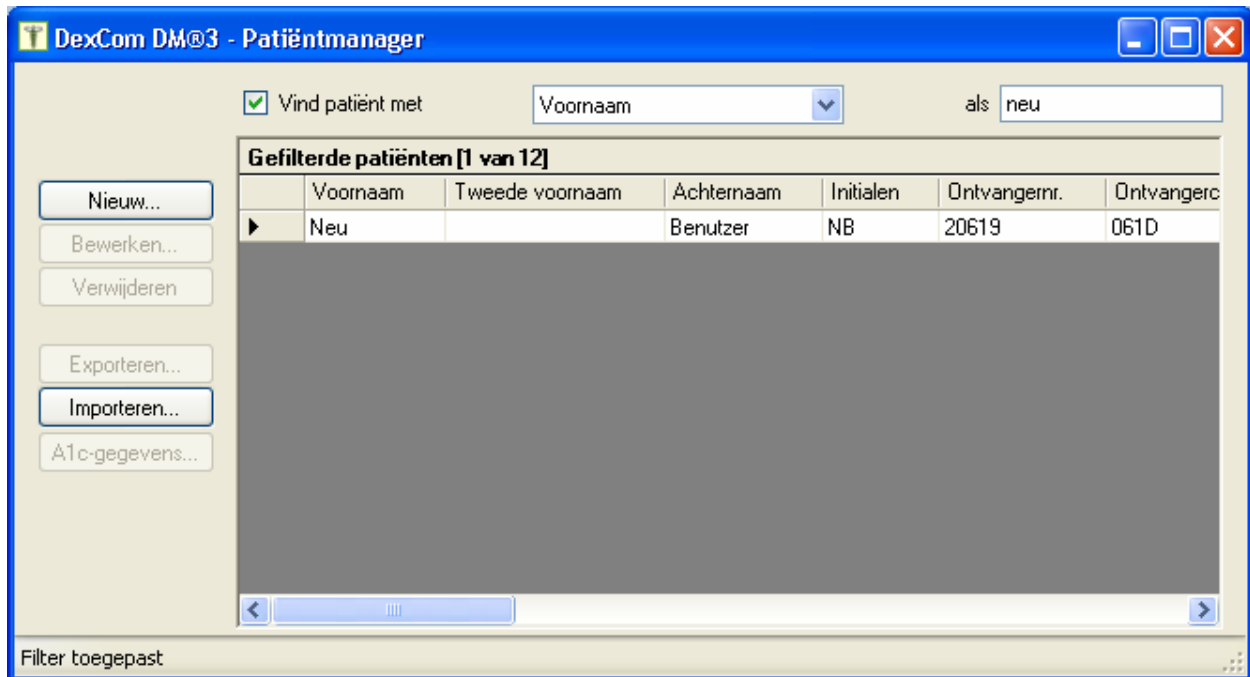 DexCom DM®3 - Patiëntmanager
Vind patiënt met Voornaam als neu
Gefilterde patiënten [1 van 12]
Voornaam Tweede voornaam Achternaam Initialen Ontvangernr. Ontvangerc
Neu Benutzer NB 20619 061D
Nieuw...
Bewerken...
Verwijderen
Exporteren...
Importeren...
A1c-gegevens...
Filter toegepast